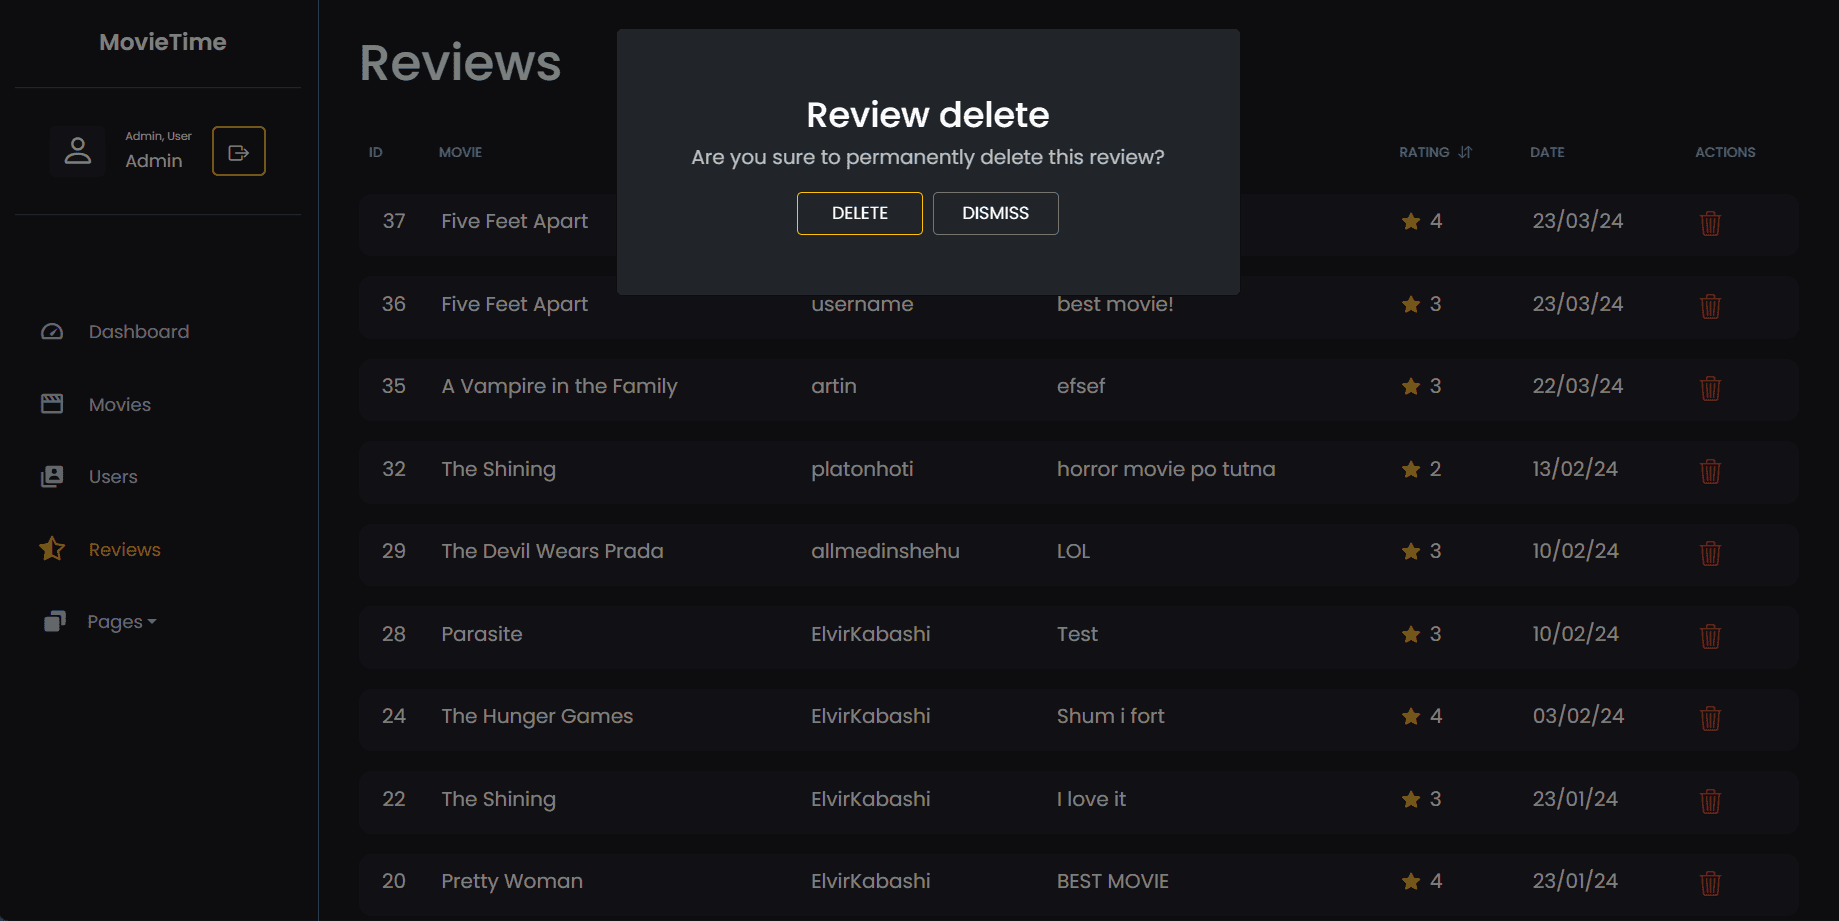 MovieTime
Admin, User
Admin
Dashboard
Movies
Users
Reviews
Pages
Reviews
Review delete
Are you sure to permanently delete this review?
DELETE DISMISS
ID MOVIE RATING DATE ACTIONS
37 Five Feet Apart 4 23/03/24
36 Five Feet Apart username best movie! 3 23/03/24
35 A Vampire in the Family artin efsef 3 22/03/24
32 The Shining platonhoti horror movie po tutna 2 13/02/24
29 The Devil Wears Prada allmedinshehu LOL 3 10/02/24
28 Parasite ElvirKabashi Test 3 10/02/24
24 The Hunger Games ElvirKabashi Shum i fort 4 03/02/24
22 The Shining ElvirKabashi I love it 3 23/01/24
20 Pretty Woman ElvirKabashi BEST MOVIE 4 23/01/24